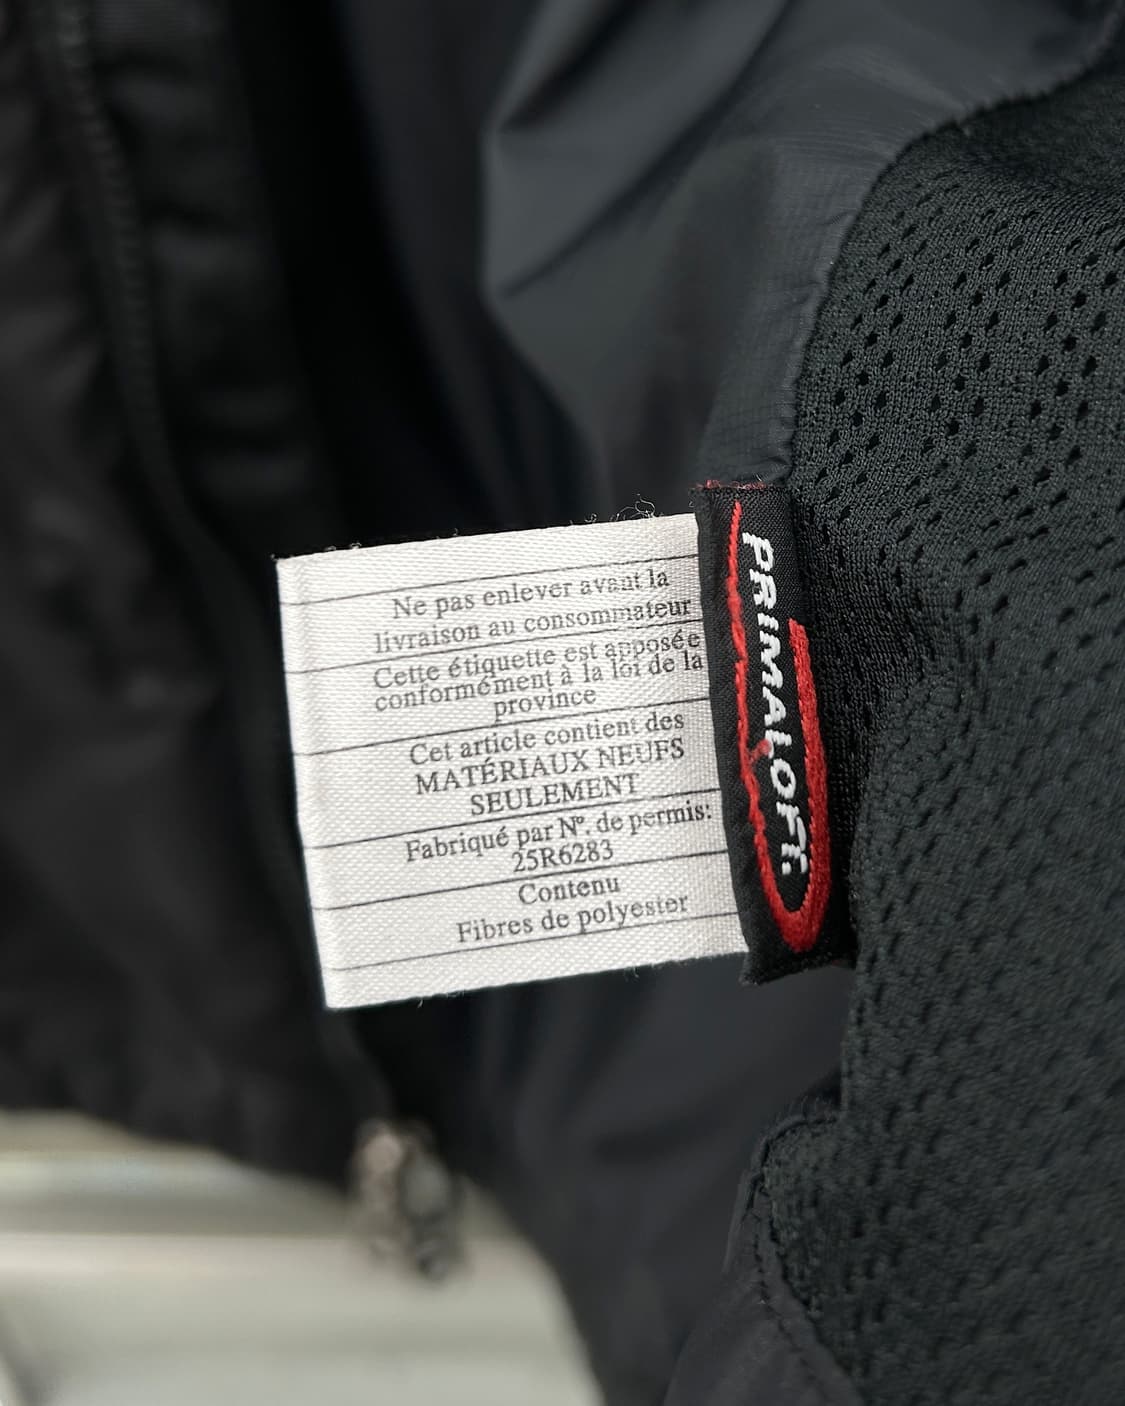 Ne pas enlever avant la
livraison au consommateur
Cette étiquette est apposée
conformément à la loi de la
province
Cet article contient des
MATÉRIAUX NEUFS
SEULEMENT
Fabriqué par Nº. de permis:
25R6283
Contenu
Fibres de polyester
PRIMALOFT.